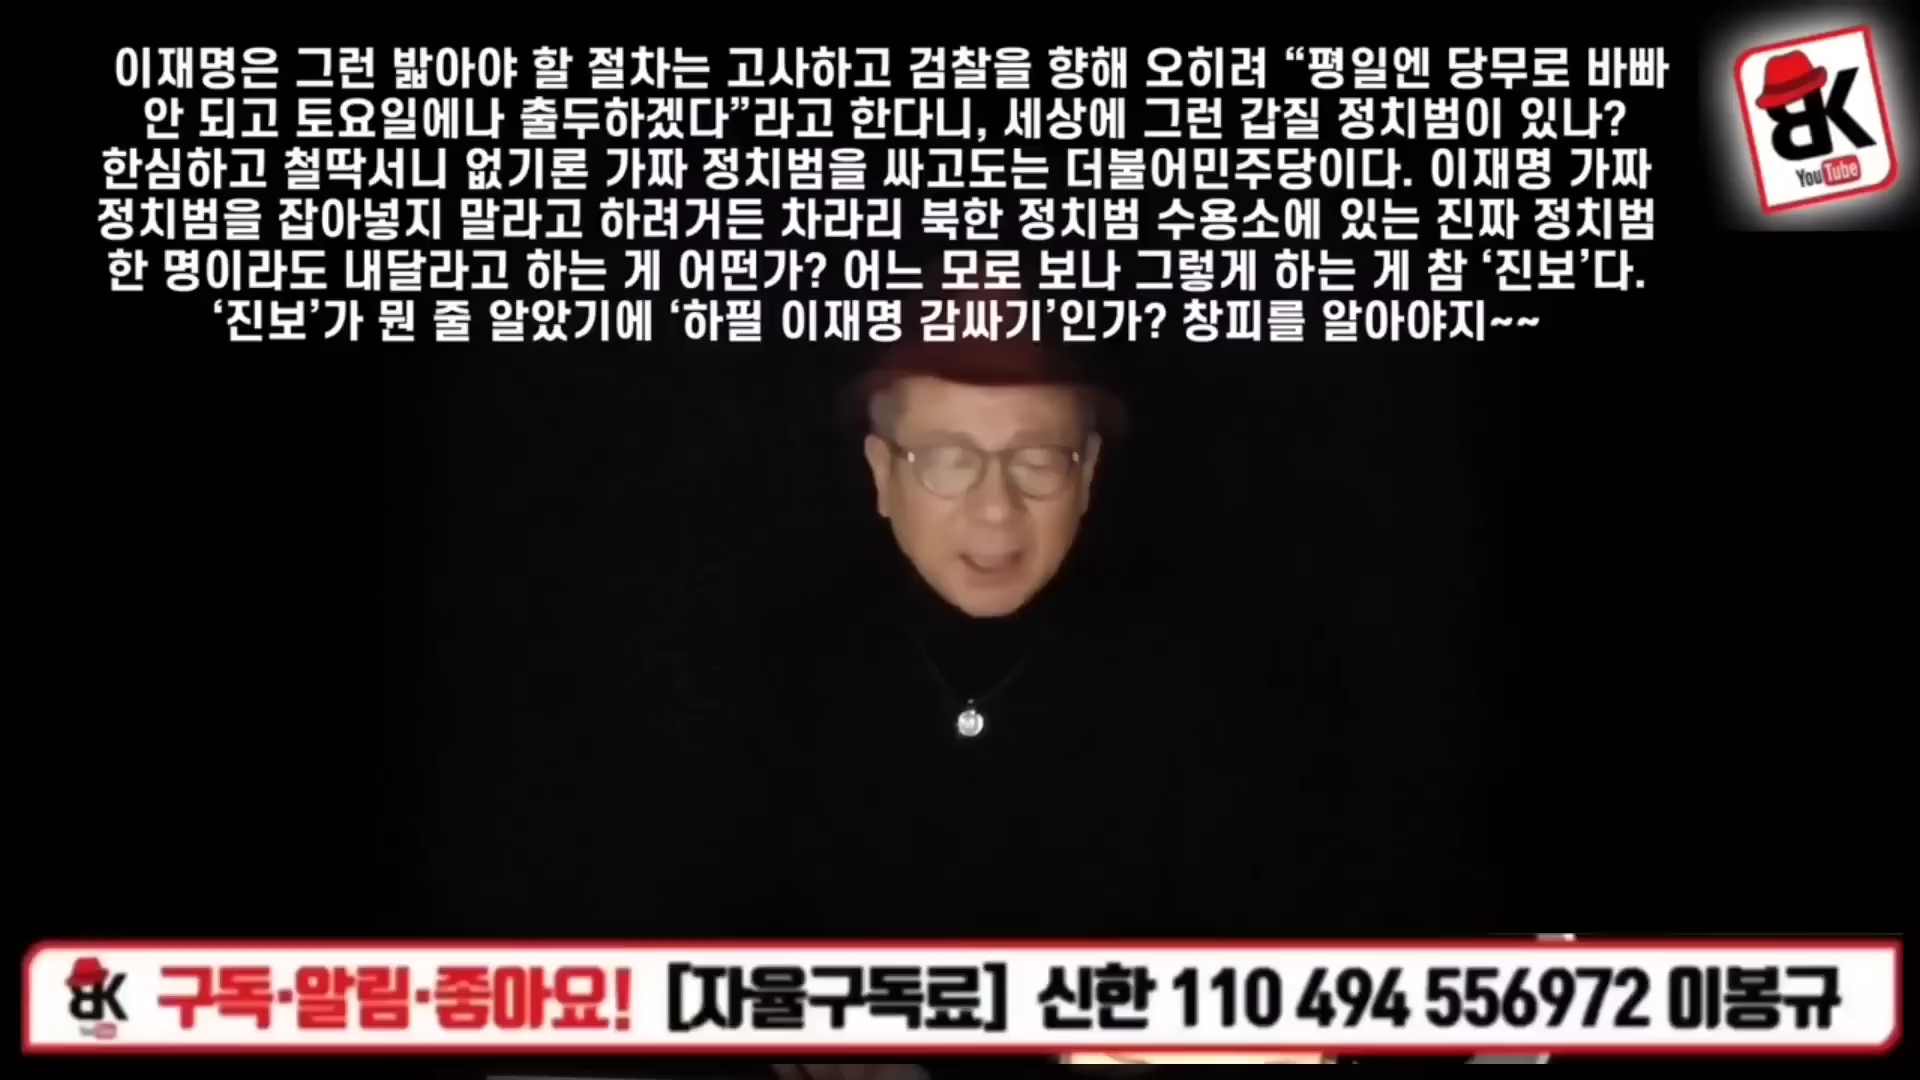 이재명은 그런 밟아야 할 절차는 고사하고 검찰을 향해 오히려 “평일엔 당무로 바빠
안 되고 토요일에나 출두하겠다”라고 한다니, 세상에 그런 갑질 정치범이 있나?
한심하고 철딱서니 없기론 가짜 정치범을 싸고도는 더불어민주당이다. 이재명 가짜
정치범을 잡아넣지 말라고 하려거든 차라리 북한 정치범 수용소에 있는 진짜 정치범
한 명이라도 내달라고 하는 게 어떤가? 어느 모로 보나 그렇게 하는 게 참 ‘진보’다.
‘진보’가 뭔 줄 알았기에 ‘하필 이재명 감싸기’인가? 창피를 알아야지~~
BK
YouTube
BK 구독·알림·좋아요! [자율구독료] 신한 110 494 556972 이봉규